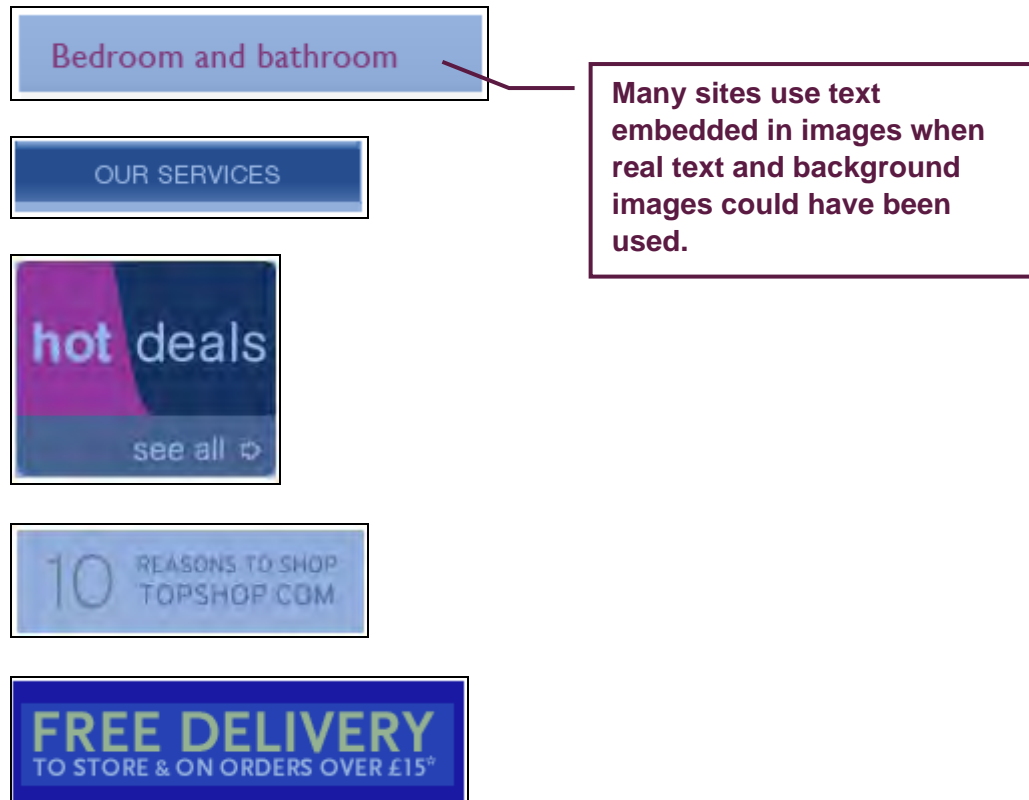 Bedroom and bathroom
Many sites use text
embedded in images when
real text and background
images could have been
used.
OUR SERVICES
hot deals
see all ➩
10 REASONS TO SHOP
TOPSHOP.COM
FREE DELIVERY
TO STORE & ON ORDERS OVER £15*